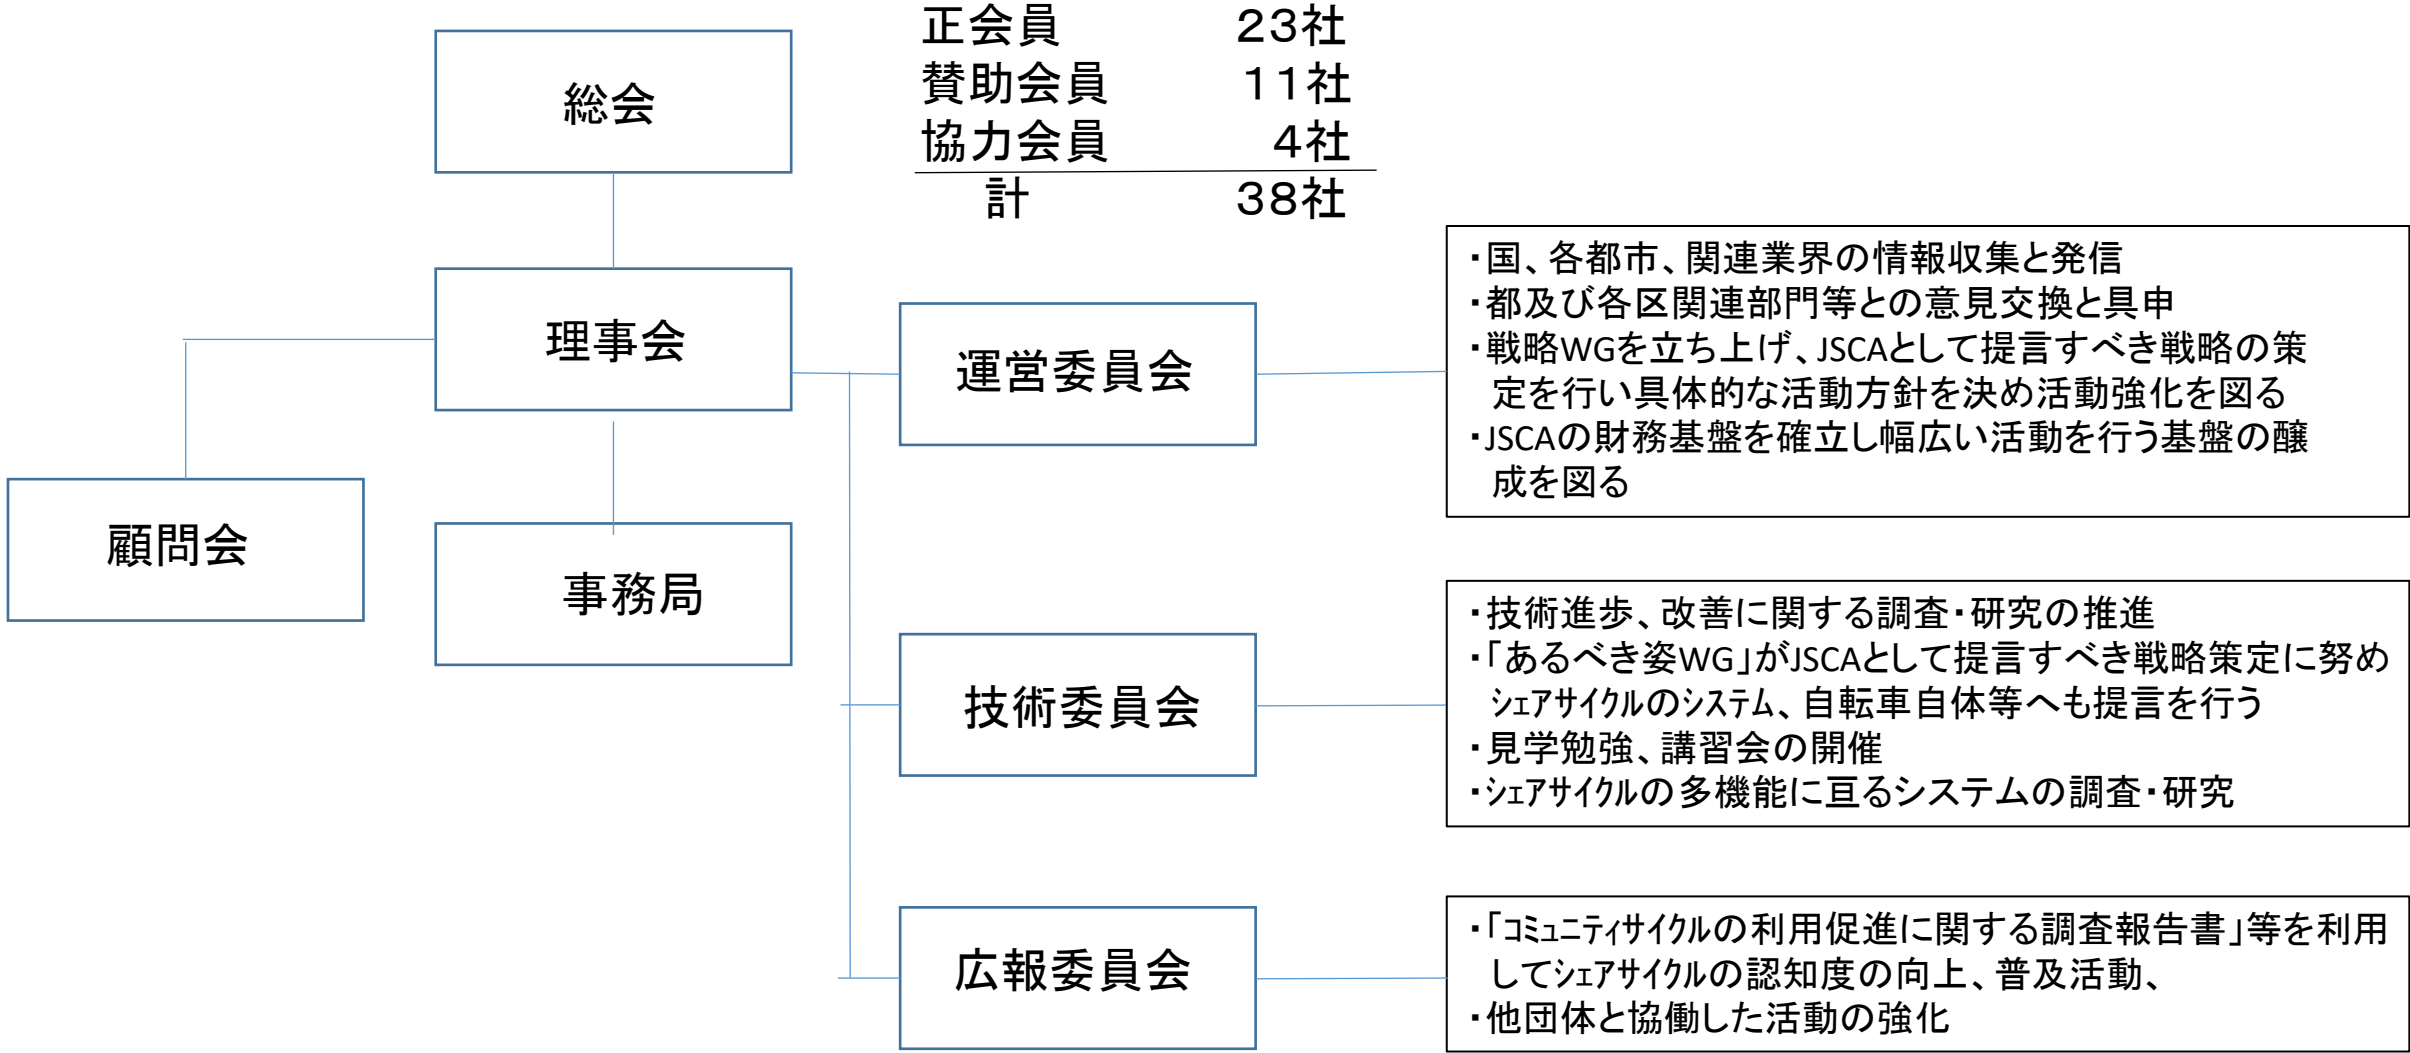 正会員 23社
賛助会員 11社
協力会員 4社
計 38社
総会
理事会
顧問会
事務局
運営委員会
・国、各都市、関連業界の情報収集と発信
・都及び各区関連部門等との意見交換と具申
・戦略WGを立ち上げ、JSCAとして提言すべき戦略の策
定を行い具体的な活動方針を決め活動強化を図る
・JSCAの財務基盤を確立し幅広い活動を行う基盤の醸
成を図る
技術委員会
・技術進歩、改善に関する調査・研究の推進
・「あるべき姿WG」がJSCAとして提言すべき戦略策定に努め
ｼｪｱｻｲｸﾙのｼｽﾃﾑ、自転車自体等へも提言を行う
・見学勉強、講習会の開催
・ｼｪｱｻｲｸﾙの多機能に亘るシステムの調査・研究
広報委員会
・「ｺﾐｭﾆﾃｨｻｲｸﾙの利用促進に関する調査報告書」等を利用
してｼｪｱｻｲｸﾙの認知度の向上、普及活動、
・他団体と協働した活動の強化